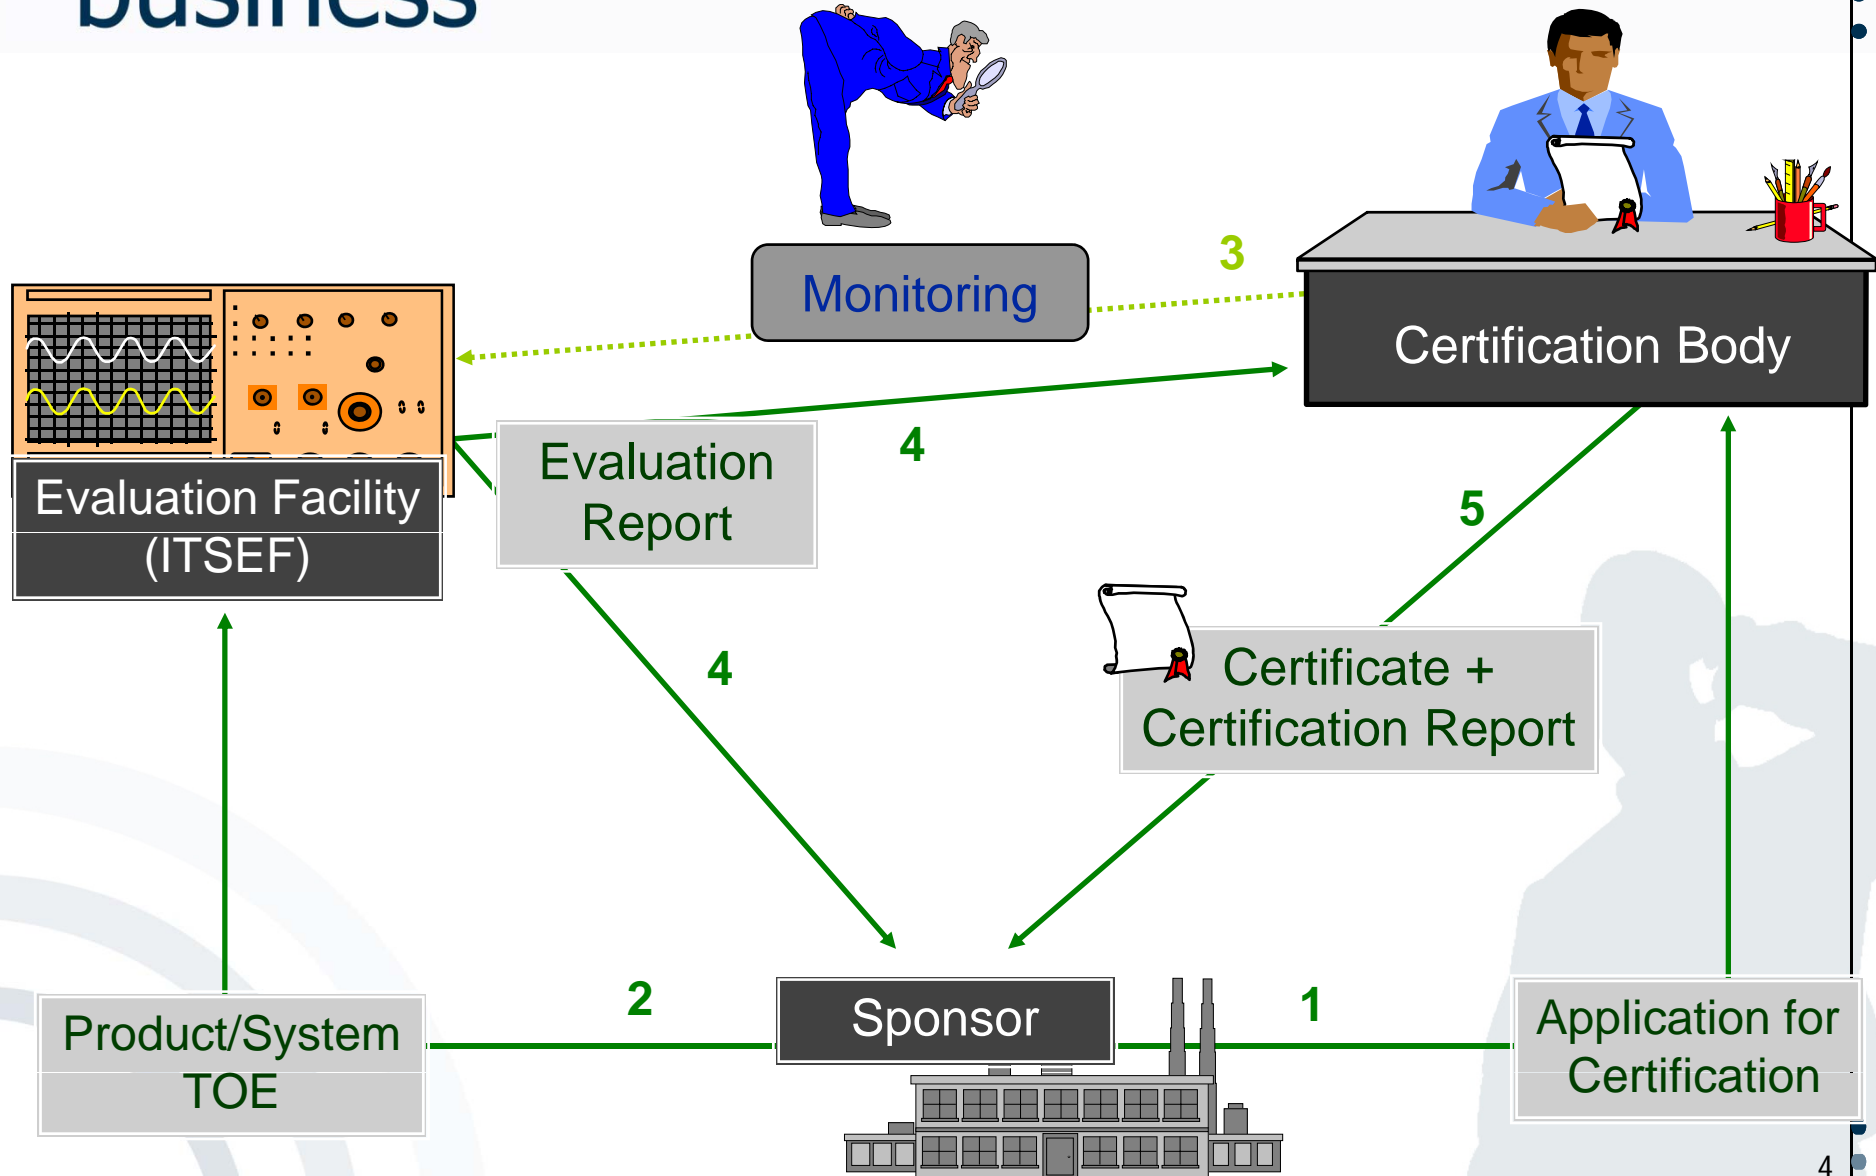 business
Monitoring
3
Certification Body
Evaluation Facility
(ITSEF)
Evaluation
Report
4
5
4
Certificate +
Certification Report
Product/System
TOE
2
Sponsor
1
Application for
Certification
4